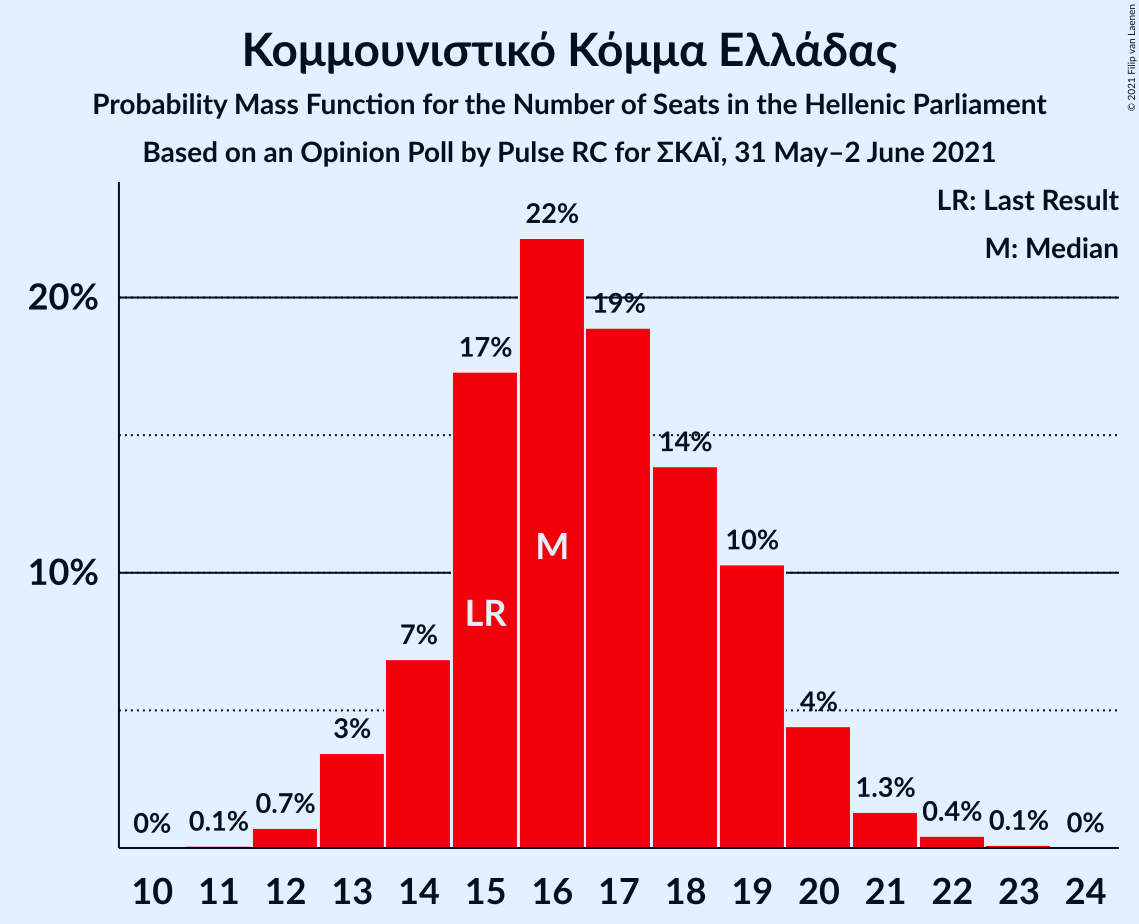 Κομμουνιστικό Κόμμα Ελλάδας
Probability Mass Function for the Number of Seats in the Hellenic Parliament
Based on an Opinion Poll by Pulse RC for ΣΚΑΪ, 31 May–2 June 2021
© 2021 Filip van Laenen
LR: Last Result
M: Median
20%
10%
0%
0.1%
0.7%
3%
7%
17%
22%
19%
14%
10%
4%
1.3%
0.4%
0.1%
0%
LR
M
10 11 12 13 14 15 16 17 18 19 20 21 22 23 24